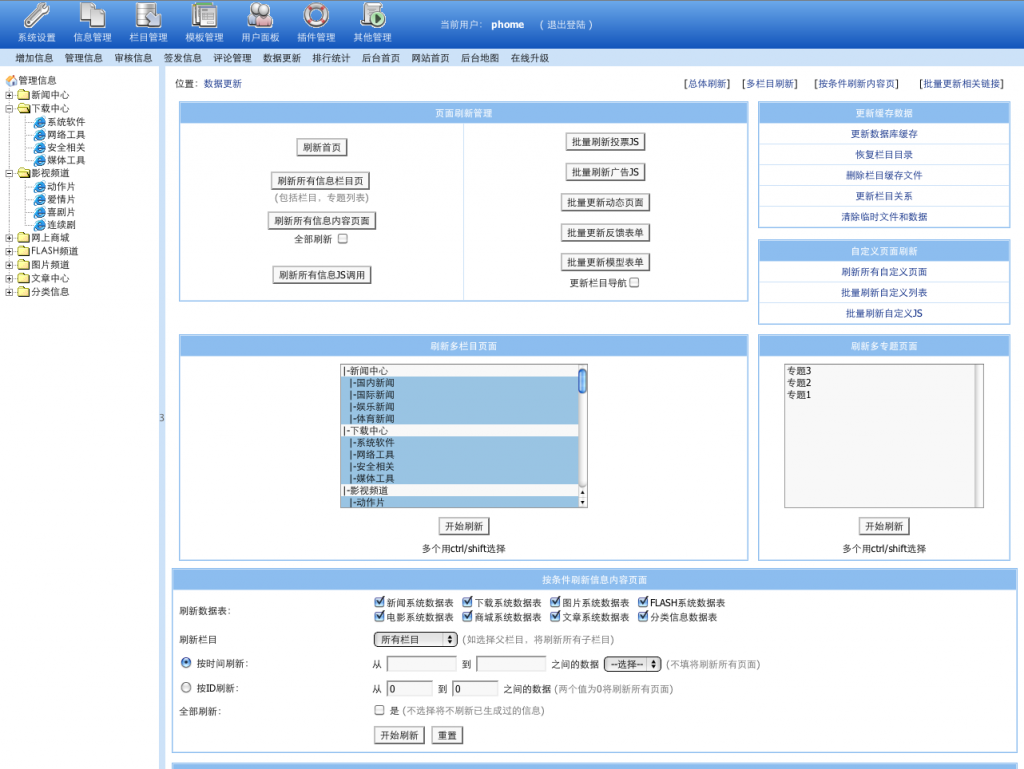 系统设置 信息管理 栏目管理 模板管理 用户面板 插件管理 其他管理
当前用户: phome ( 退出登陆 )
增加信息 管理信息 审核信息 签发信息 评论管理 数据更新 排行统计 后台首页 网站首页 后台地图 在线升级
管理信息
新闻中心
下载中心
系统软件
网络工具
安全相关
媒体工具
影视频道
动作片
爱情片
喜剧片
连续剧
网上商城
FLASH频道
图片频道
文章中心
分类信息
3
位置: 数据更新
[总体刷新] [多栏目刷新] [按条件刷新内容页] [批量更新相关链接]
页面刷新管理
刷新首页
刷新所有信息栏目页
(包括栏目，专题列表)
刷新所有信息内容页面
全部刷新
刷新所有信息JS调用
批量刷新投票JS
批量刷新广告JS
批量更新动态页面
批量更新反馈表单
批量更新模型表单
更新栏目导航
更新缓存数据
更新数据库缓存
恢复栏目目录
删除栏目缓存文件
更新栏目关系
清除临时文件和数据
自定义页面刷新
刷新所有自定义页面
批量刷新自定义列表
批量刷新自定义JS
刷新多栏目页面
|-新闻中心
|-国内新闻
|-国际新闻
|-娱乐新闻
|-体育新闻
|-下载中心
|-系统软件
|-网络工具
|-安全相关
|-媒体工具
|-影视频道
|-动作片
开始刷新
多个用ctrl/shift选择
刷新多专题页面
专题3
专题2
专题1
开始刷新
多个用ctrl/shift选择
按条件刷新信息内容页面
刷新数据表:
新闻系统数据表 下载系统数据表 图片系统数据表 FLASH系统数据表
电影系统数据表 商城系统数据表 文章系统数据表 分类信息数据表
刷新栏目 所有栏目 (如选择父栏目，将刷新所有子栏目)
按时间刷新: 从 到 之间的数据 --选择-- (不填将刷新所有页面)
按ID刷新: 从 0 到 0 之间的数据 (两个值为0将刷新所有页面)
全部刷新: 是 (不选择将不刷新已生成过的信息)
开始刷新 重置